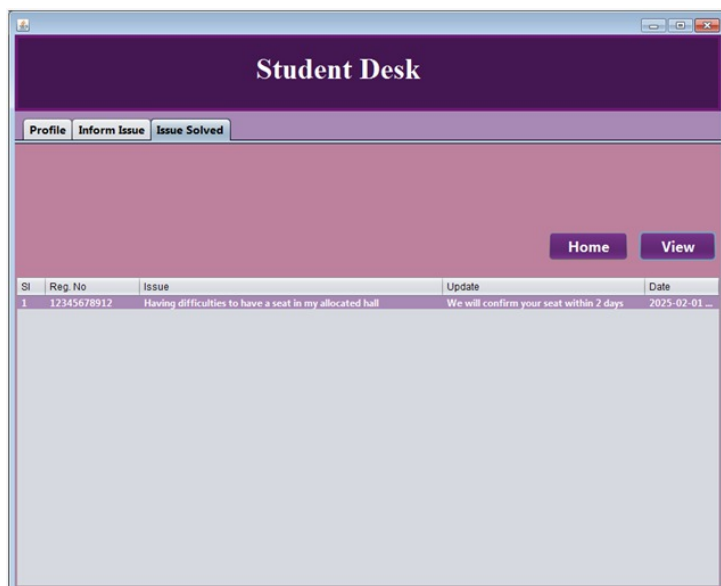 Student Desk
Profile Inform Issue Issue Solved
Home View
Sl Reg. No Issue Update Date
1 12345678912 Having difficulties to have a seat in my allocated hall We will confirm your seat within 2 days 2025-02-01 ...